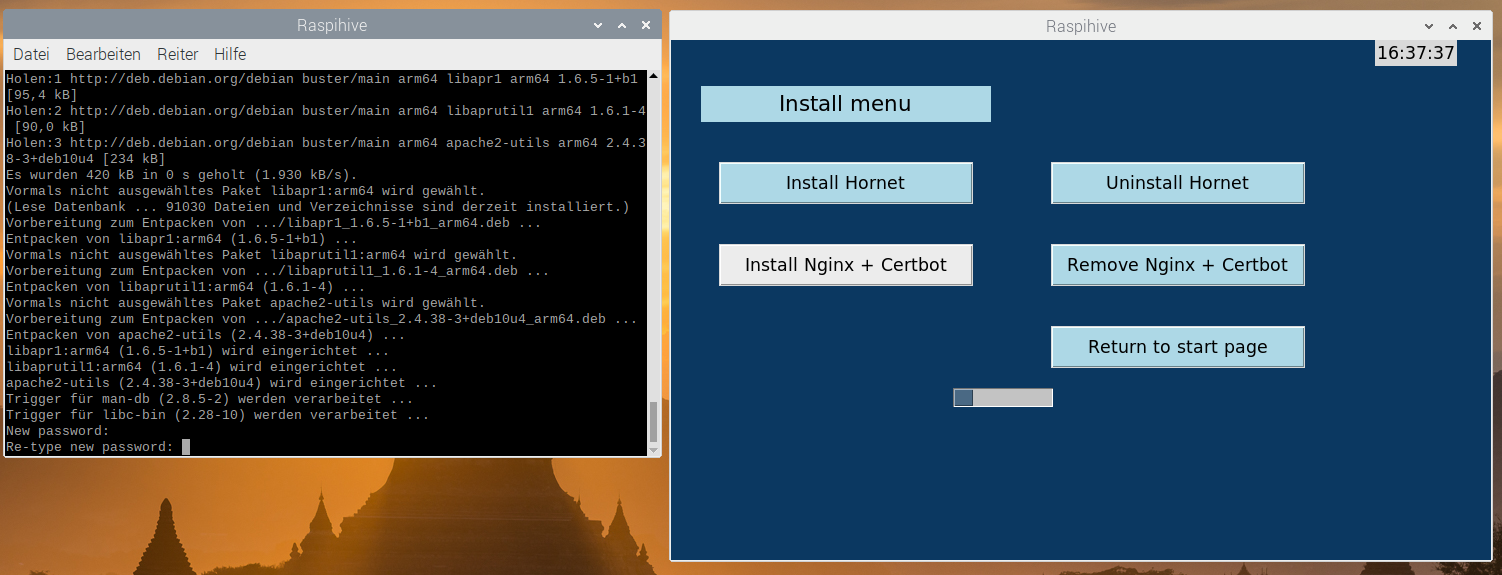 Raspihive
Datei Bearbeiten Reiter Hilfe
Holen:1 http://deb.debian.org/debian buster/main arm64 libapr1 arm64 1.6.5-1+b1
[95,4 kB]
Holen:2 http://deb.debian.org/debian buster/main arm64 libaprutil1 arm64 1.6.1-4
[90,0 kB]
Holen:3 http://deb.debian.org/debian buster/main arm64 apache2-utils arm64 2.4.3
8-3+deb10u4 [234 kB]
Es wurden 420 kB in 0 s geholt (1.930 kB/s).
Vormals nicht ausgewähltes Paket libapr1:arm64 wird gewählt.
(Lese Datenbank ... 91030 Dateien und Verzeichnisse sind derzeit installiert.)
Vorbereitung zum Entpacken von .../libapr1_1.6.5-1+b1_arm64.deb ...
Entpacken von libapr1:arm64 (1.6.5-1+b1) ...
Vormals nicht ausgewähltes Paket libaprutil1:arm64 wird gewählt.
Vorbereitung zum Entpacken von .../libaprutil1_1.6.1-4_arm64.deb ...
Entpacken von libaprutil1:arm64 (1.6.1-4) ...
Vormals nicht ausgewähltes Paket apache2-utils wird gewählt.
Vorbereitung zum Entpacken von .../apache2-utils_2.4.38-3+deb10u4_arm64.deb ...
Entpacken von apache2-utils (2.4.38-3+deb10u4) ...
libapr1:arm64 (1.6.5-1+b1) wird eingerichtet ...
libaprutil1:arm64 (1.6.1-4) wird eingerichtet ...
apache2-utils (2.4.38-3+deb10u4) wird eingerichtet ...
Trigger für man-db (2.8.5-2) werden verarbeitet ...
Trigger für libc-bin (2.28-10) werden verarbeitet ...
New password:
Re-type new password:
Raspihive
16:37:37
Install menu
Install Hornet
Uninstall Hornet
Install Nginx + Certbot
Remove Nginx + Certbot
Return to start page